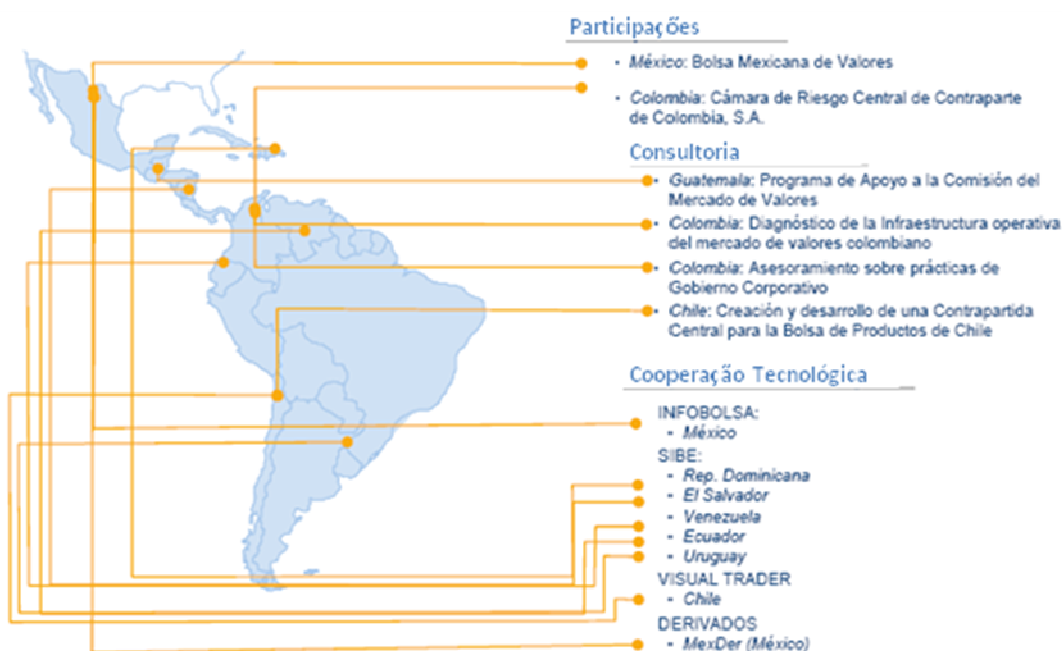 Participações
- México: Bolsa Mexicana de Valores
- Colombia: Câmara de Riesgo Central de Contraparte
de Colombia, S.A.
Consultoria
- Guatemala: Programa de Apoyo a la Comisión del
Mercado de Valores
- Colombia: Diagnóstico de la Infraestructura operativa
del mercado de valores colombiano
- Colombia: Asesoramiento sobre prácticas de
Gobierno Corporativo
- Chile: Creación y desarrollo de una Contrapartida
Central para la Bolsa de Productos de Chile
Cooperação Tecnológica
INFOBOLSA:
- México
SIBE:
- Rep. Dominicana
- El Salvador
- Venezuela
- Ecuador
- Uruguay
VISUAL TRADER
- Chile
DERIVADOS
- MexDer (México)